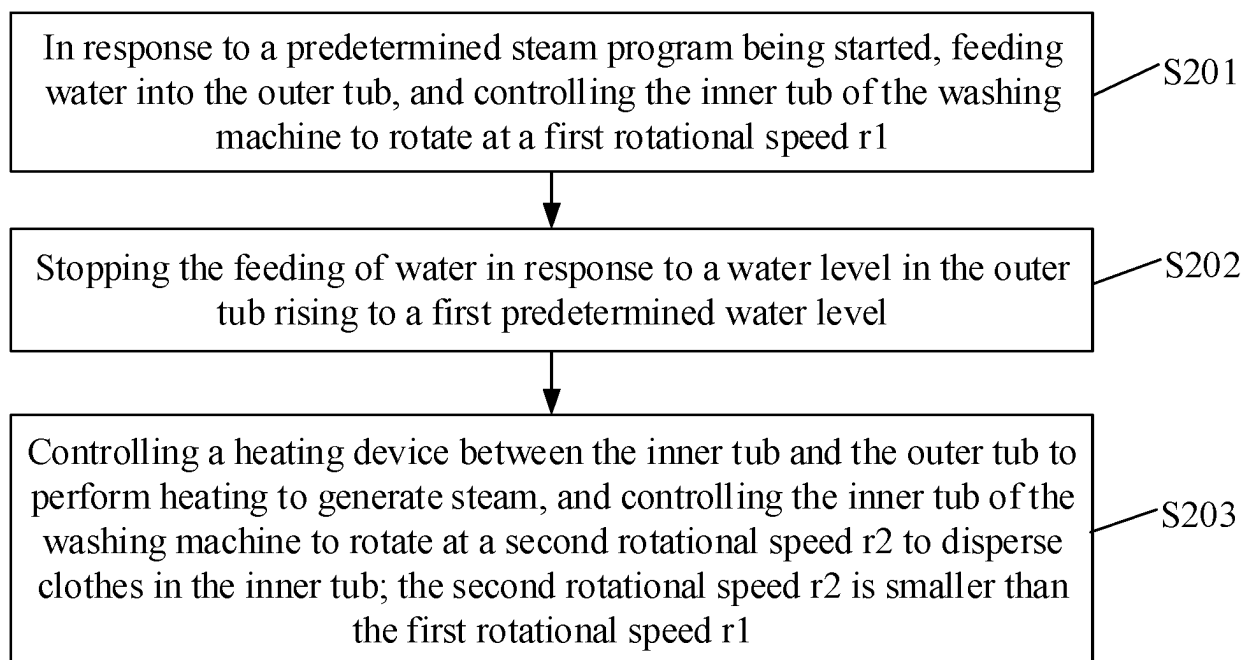 In response to a predetermined steam program being started, feeding
water into the outer tub, and controlling the inner tub of the washing
machine to rotate at a first rotational speed r1
S201
Stopping the feeding of water in response to a water level in the outer
tub rising to a first predetermined water level
S202
Controlling a heating device between the inner tub and the outer tub to
perform heating to generate steam, and controlling the inner tub of the
washing machine to rotate at a second rotational speed r2 to disperse
clothes in the inner tub; the second rotational speed r2 is smaller than
the first rotational speed r1
S203